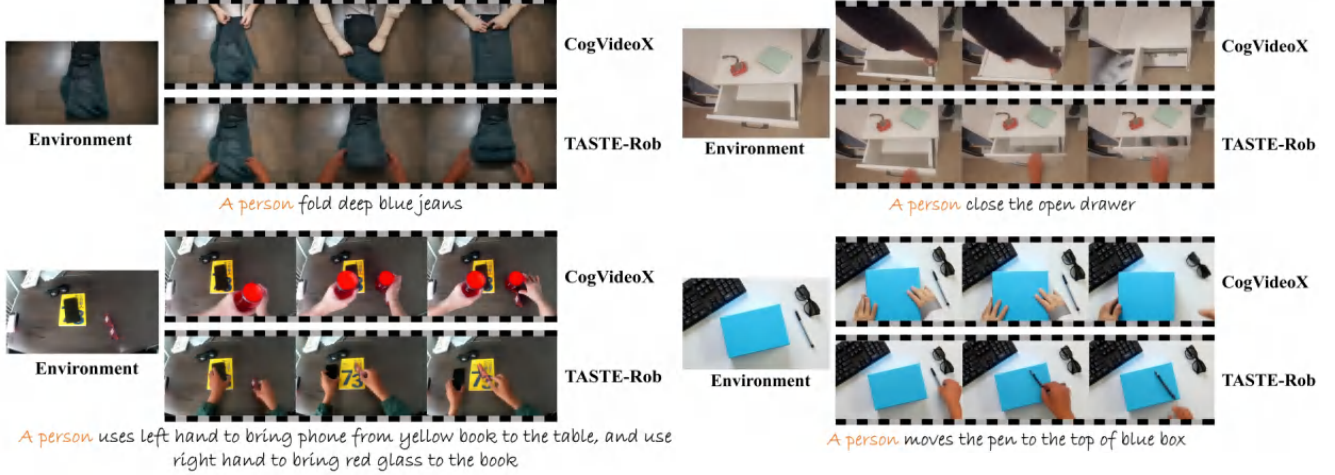 CogVideoX
Environment
TASTE-Rob
A person fold deep blue jeans
CogVideoX
Environment
TASTE-Rob
A person close the open drawer
CogVideoX
Environment
73
TASTE-Rob
A person uses left hand to bring phone from yellow book to the table, and use
right hand to bring red glass to the book
CogVideoX
Environment
TASTE-Rob
A person moves the pen to the top of blue box